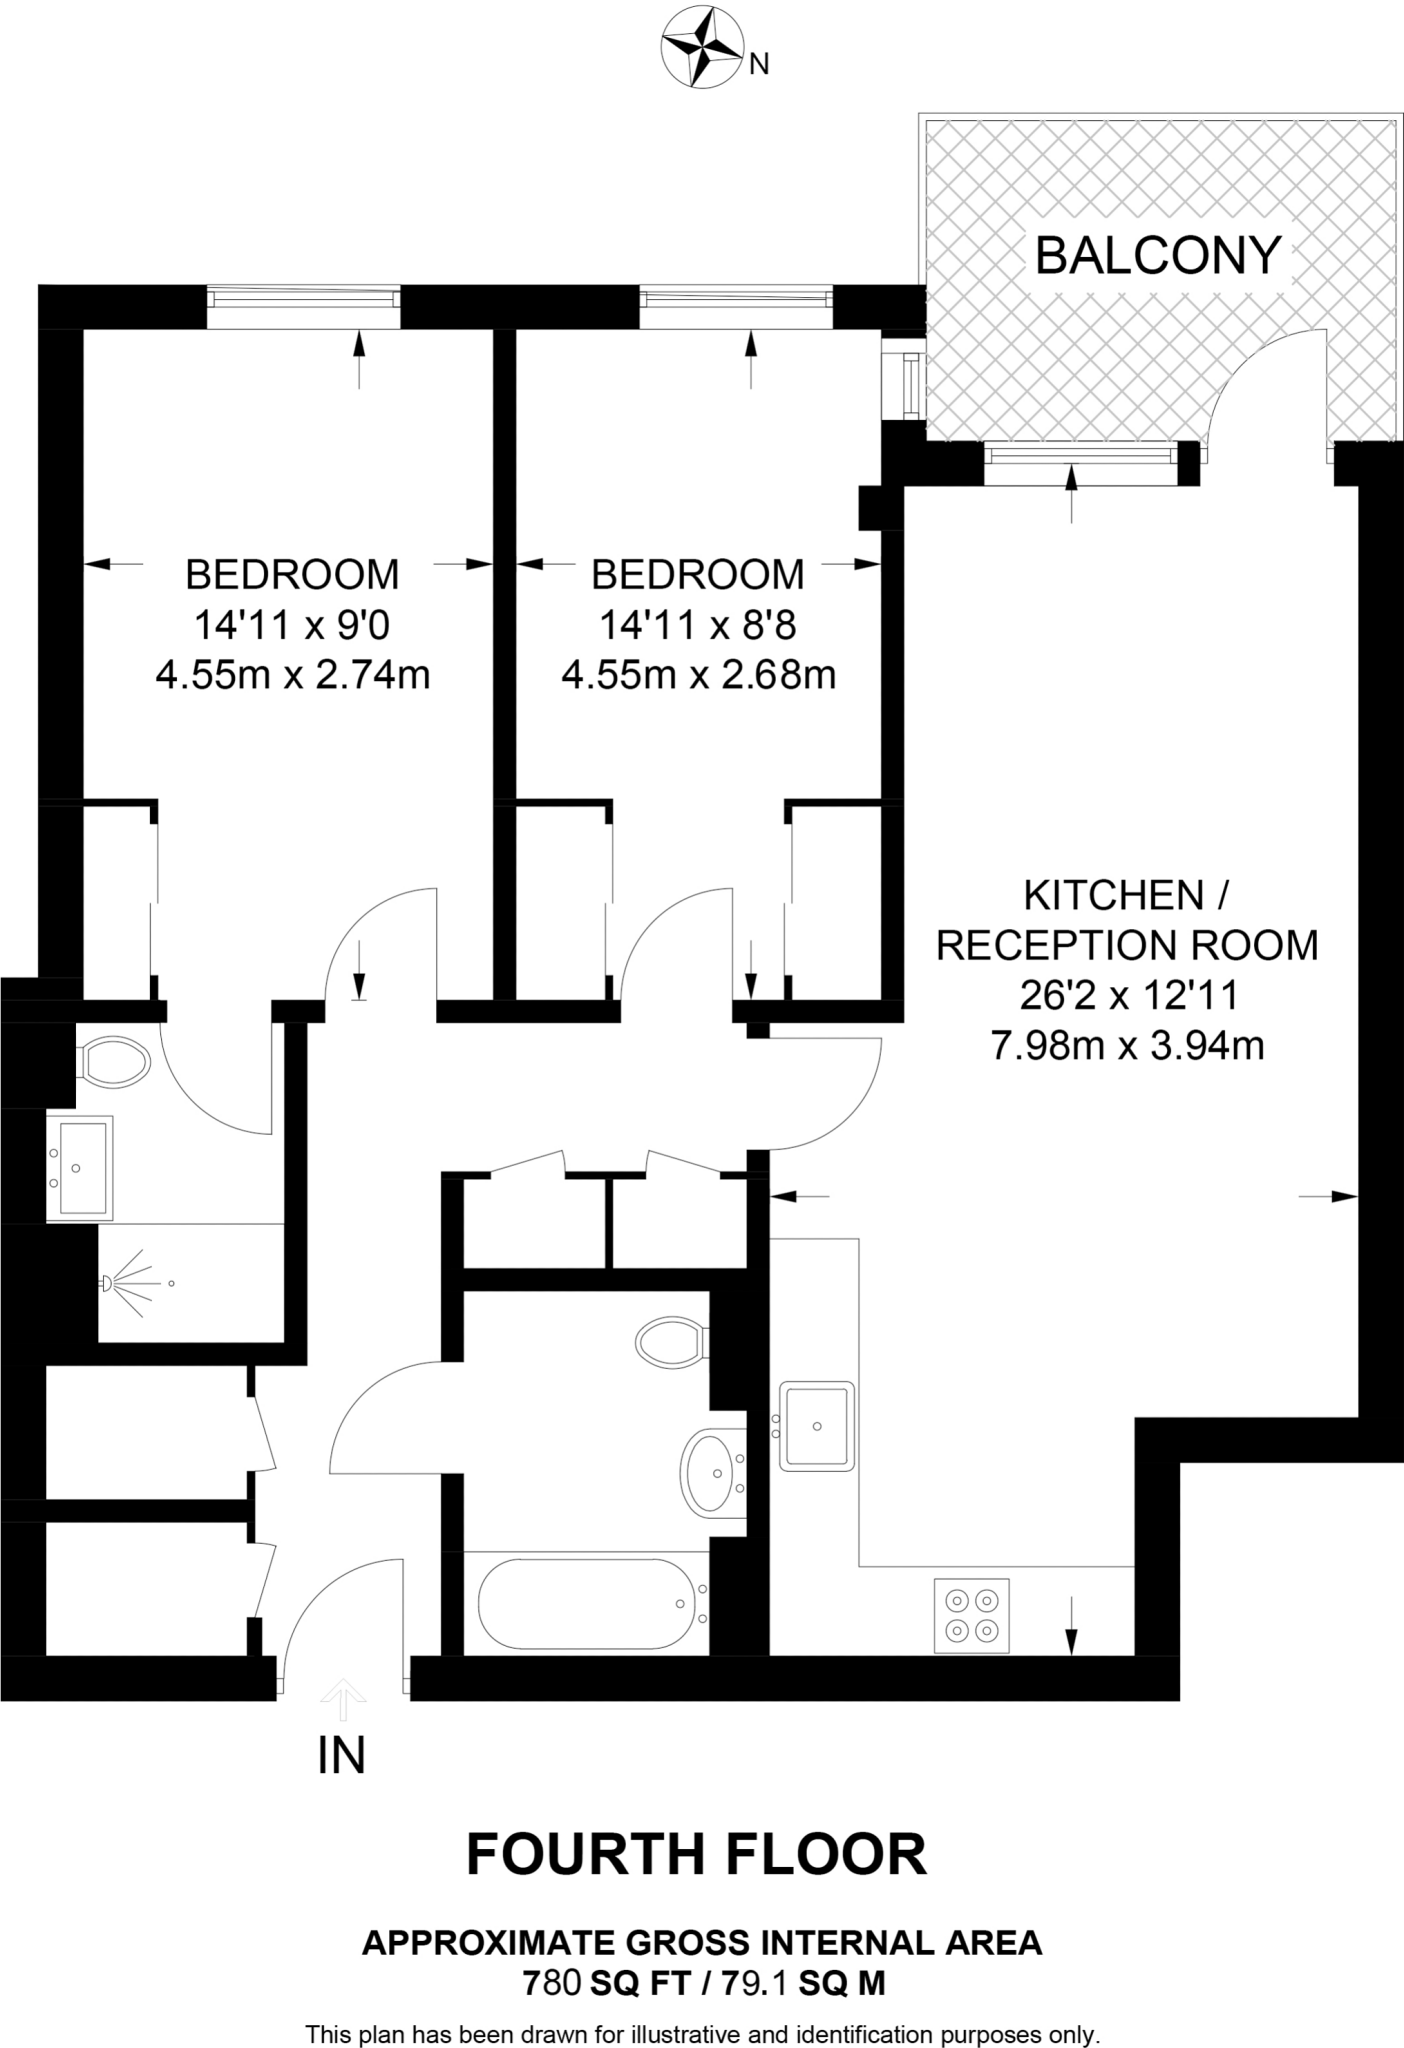 N
BALCONY
BEDROOM
14'11 x 9'0
4.55m x 2.74m
BEDROOM
14'11 x 8'8
4.55m x 2.68m
KITCHEN /
RECEPTION ROOM
26'2 x 12'11
7.98m x 3.94m
IN
FOURTH FLOOR
APPROXIMATE GROSS INTERNAL AREA
780 SQ FT / 79.1 SQ M
This plan has been drawn for illustrative and identification purposes only.